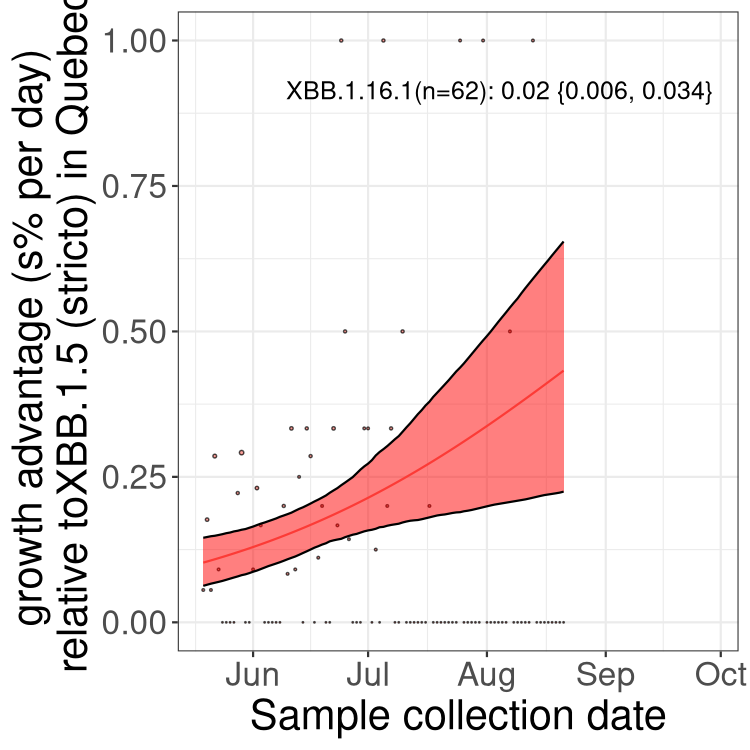 growth advantage (s% per day)
relative toXBB.1.5 (stricto) in Quebec
1.00
0.75
0.50
0.25
0.00
XBB.1.16.1(n=62): 0.02 {0.006, 0.034}
Jun Jul Aug Sep Oct
Sample collection date